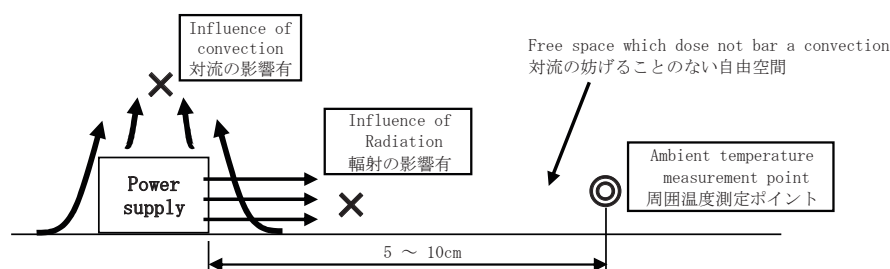 Influence of
convection
対流の影響有
Free space which dose not bar a convection
対流の妨げることのない自由空間
Influence of
Radiation
輻射の影響有
Ambient temperature
measurement point
周囲温度測定ポイント
Power
supply
5 ～ 10cm